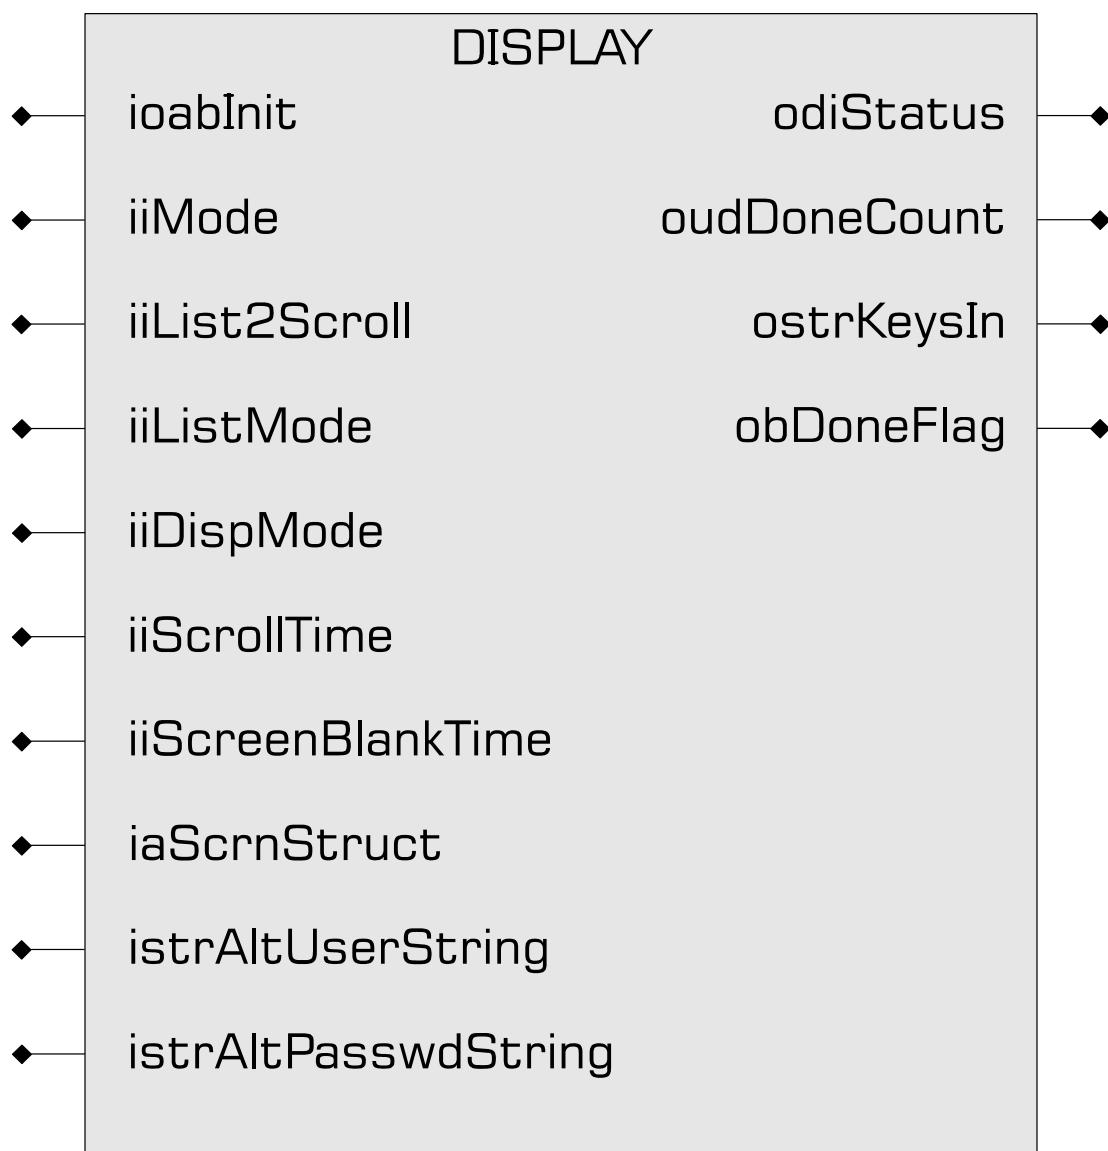 DISPLAY
ioabInit odiStatus
iiMode oudDoneCount
iiList2Scroll ostrKeysIn
iiListMode obDoneFlag
iiDispMode
iiScrollTime
iiScreenBlankTime
iaScrnStruct
istrAltUserString
istrAltPasswdString